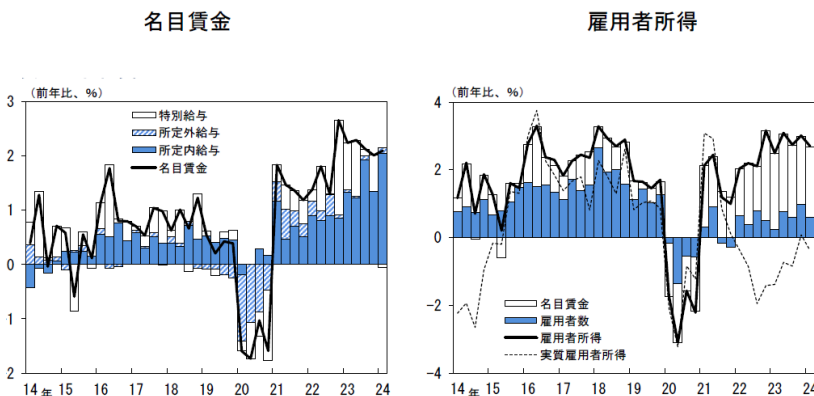 名目賃金
雇用者所得
（前年比、％）
3
2
1
0
1
2
特別給与
所定外給与
所定内給与
名目賃金
14 年 15 16 17 18 19 20 21 22 23 24
（前年比、％）
4
2
0
−2
−4
名目賃金
雇用者数
雇用者所得
実質雇用者所得
14 年 15 16 17 18 19 20 21 22 23 24